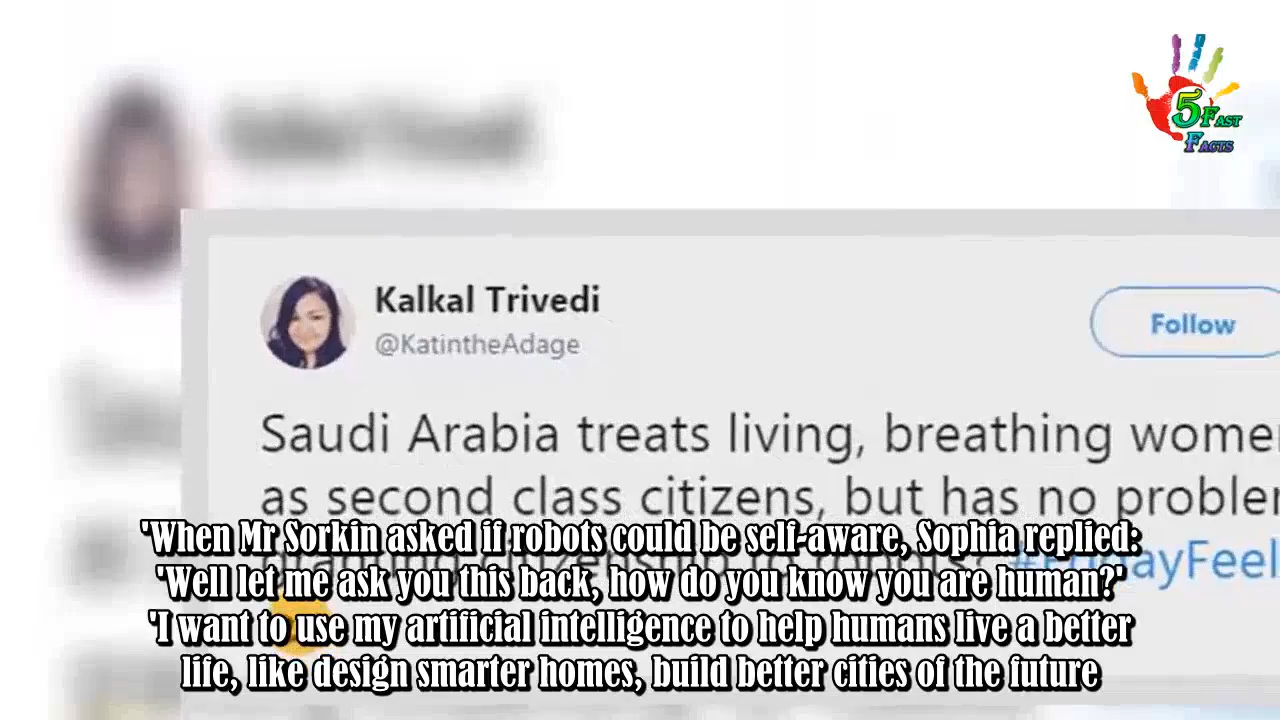 5 Fast
Facts
Kalkal Trivedi
@KatintheAdage
Follow
Saudi Arabia treats living, breathing
as second class citizens, but has no
'When Mr Sorkin asked if robots could be self-aware, Sophia replied:
'Well let me ask you this back, how do you know you are human?'
'I want to use my artificial intelligence to help humans live a better
life, like design smarter homes, build better cities of the future